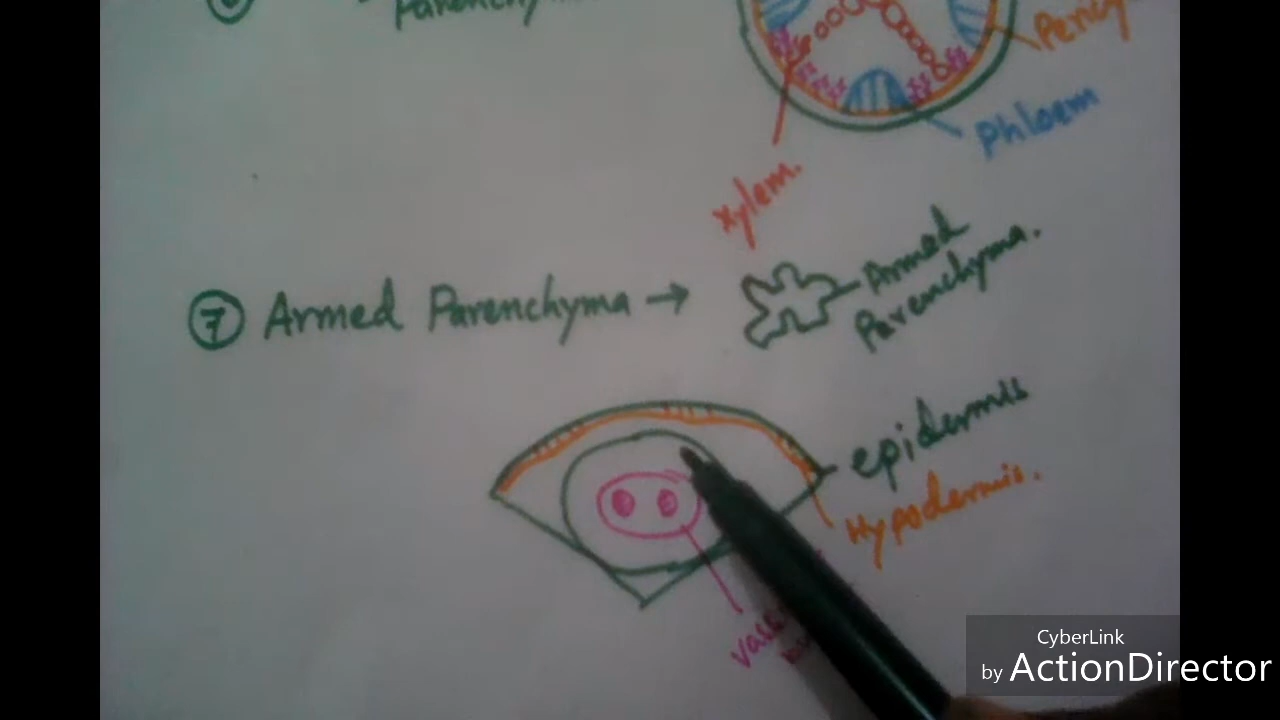 Phloem
Xylem.
7 Armed Parenchyma →
Armed
Parenchyma.
epidermis
Hypodermis.
CyberLink
by ActionDirector